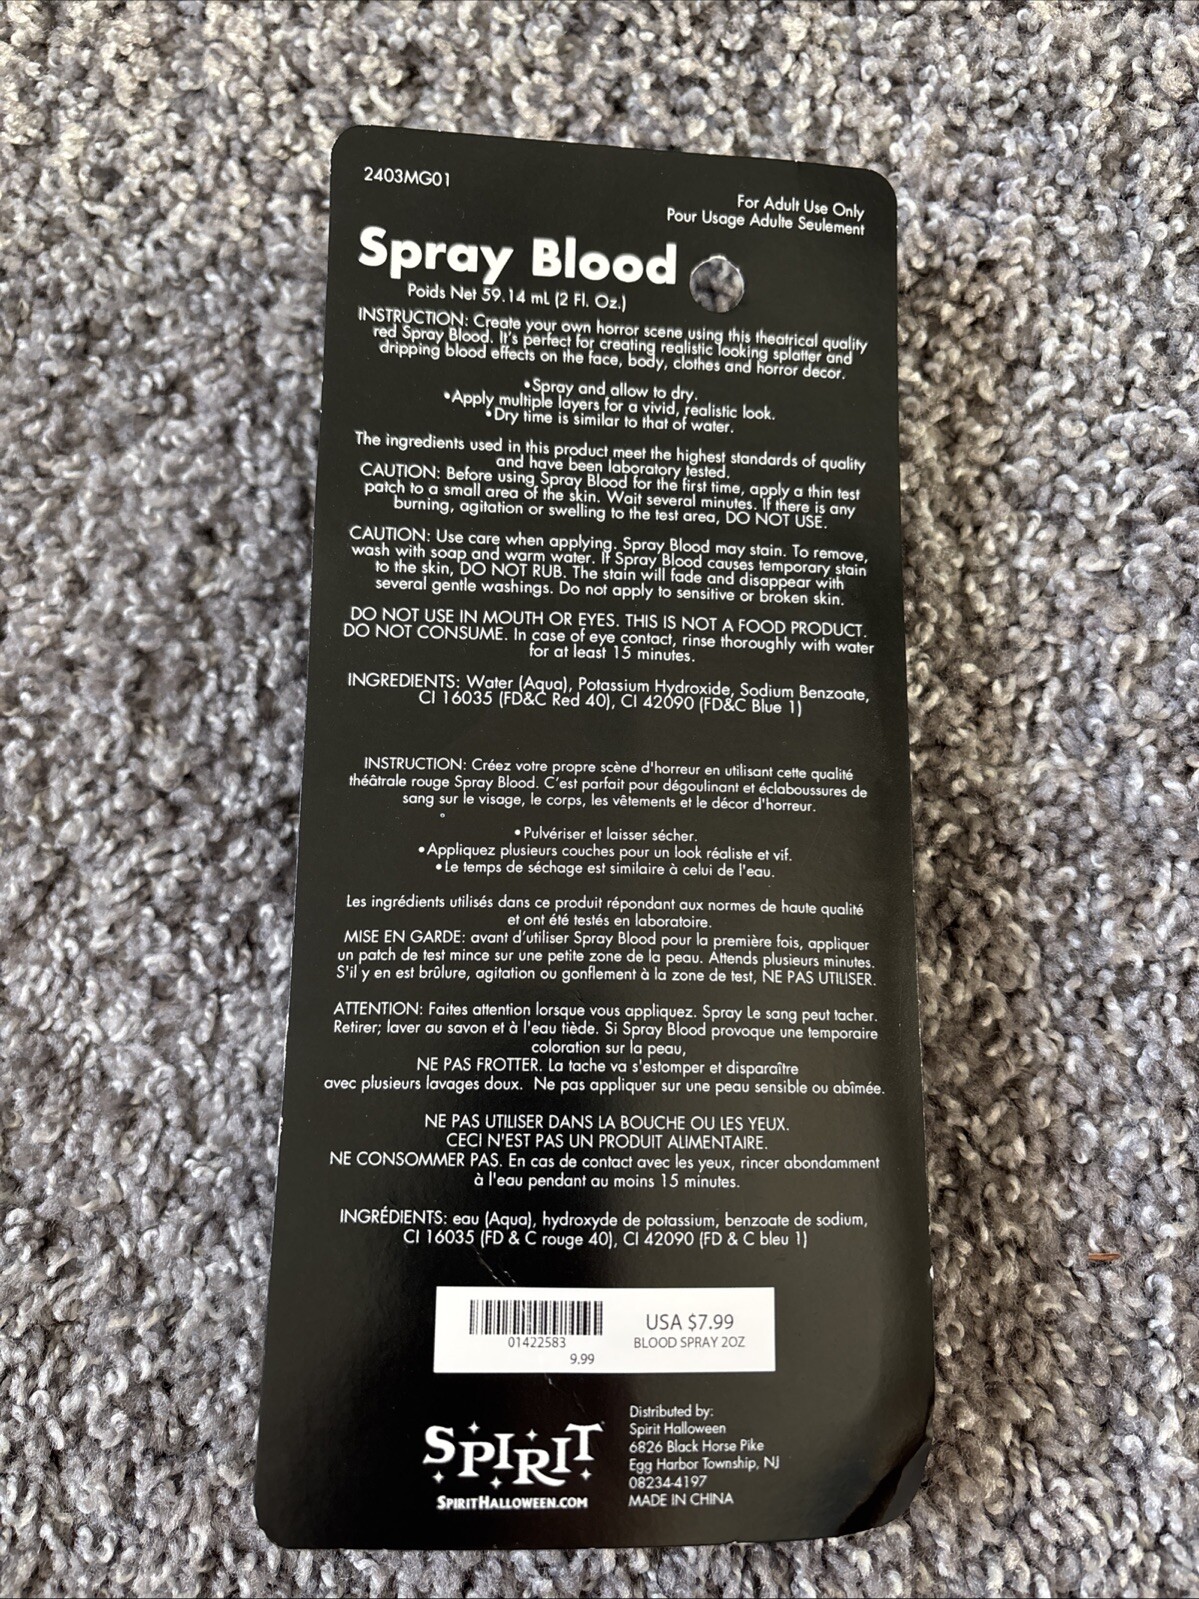 2403MG01
For Adult Use Only
Pour Usage Adulte Seulement
Spray Blood
Poids Net 59.14 mL (2 Fl. Oz.)
INSTRUCTION: Create your own horror scene using this theatrical quality
red Spray Blood. It's perfect for creating realistic looking splatter and
dripping blood effects on the face, body, clothes and horror decor.
•Spray and allow to dry.
•Apply multiple layers for a vivid, realistic look.
•Dry time is similar to that of water.
The ingredients used in this product meet the highest standards of quality
and have been laboratory tested.
CAUTION: Before using Spray Blood for the first time, apply a thin test
patch to a small area of the skin. Wait several minutes. If there is any
burning, agitation or swelling to the test area, DO NOT USE.
CAUTION: Use care when applying. Spray Blood may stain. To remove,
wash with soap and warm water. If Spray Blood causes temporary stain
to the skin, DO NOT RUB. The stain will fade and disappear with
several gentle washings. Do not apply to sensitive or broken skin.
DO NOT USE IN MOUTH OR EYES. THIS IS NOT A FOOD PRODUCT.
DO NOT CONSUME. In case of eye contact, rinse thoroughly with water
for at least 15 minutes.
INGREDIENTS: Water (Aqua), Potassium Hydroxide, Sodium Benzoate,
CI 16035 (FD&C Red 40), CI 42090 (FD&C Blue 1)
INSTRUCTION: Créez votre propre scène d'horreur en utilisant cette qualité
théâtrale rouge Spray Blood. C'est parfait pour dégoulinant et éclaboussures de
sang sur le visage, le corps, les vêtements et le décor d'horreur.
•Pulvériser et laisser sécher.
•Appliquez plusieurs couches pour un look réaliste et vif.
•Le temps de séchage est similaire à celui de l'eau.
Les ingrédients utilisés dans ce produit répondant aux normes de haute qualité
et ont été testés en laboratoire.
MISE EN GARDE: avant d'utiliser Spray Blood pour la première fois, appliquer
un patch de test mince sur une petite zone de la peau. Attends plusieurs minutes.
S'il y en est brûlure, agitation ou gonflement à la zone de test, NE PAS UTILISER.
ATTENTION: Faites attention lorsque vous appliquez. Spray Le sang peut tacher.
Retirer; laver au savon et à l'eau tiède. Si Spray Blood provoque une temporaire
coloration sur la peau,
NE PAS FROTTER. La tache va s'estomper et disparaître
avec plusieurs lavages doux. Ne pas appliquer sur une peau sensible ou abîmée.
NE PAS UTILISER DANS LA BOUCHE OU LES YEUX.
CECI N'EST PAS UN PRODUIT ALIMENTAIRE.
NE CONSOMMER PAS. En cas de contact avec les yeux, rincer abondamment
à l'eau pendant au moins 15 minutes.
INGRÉDIENTS: eau (Aqua), hydroxyde de potassium, benzoate de sodium,
CI 16035 (FD & C rouge 40), CI 42090 (FD & C bleu 1)
01422583
9.99
USA $7.99
BLOOD SPRAY 2OZ
SPIRIT
SPIRITHALLOWEEN.COM
Distributed by:
Spirit Halloween
6826 Black Horse Pike
Egg Harbor Township, NJ
08234-4197
MADE IN CHINA